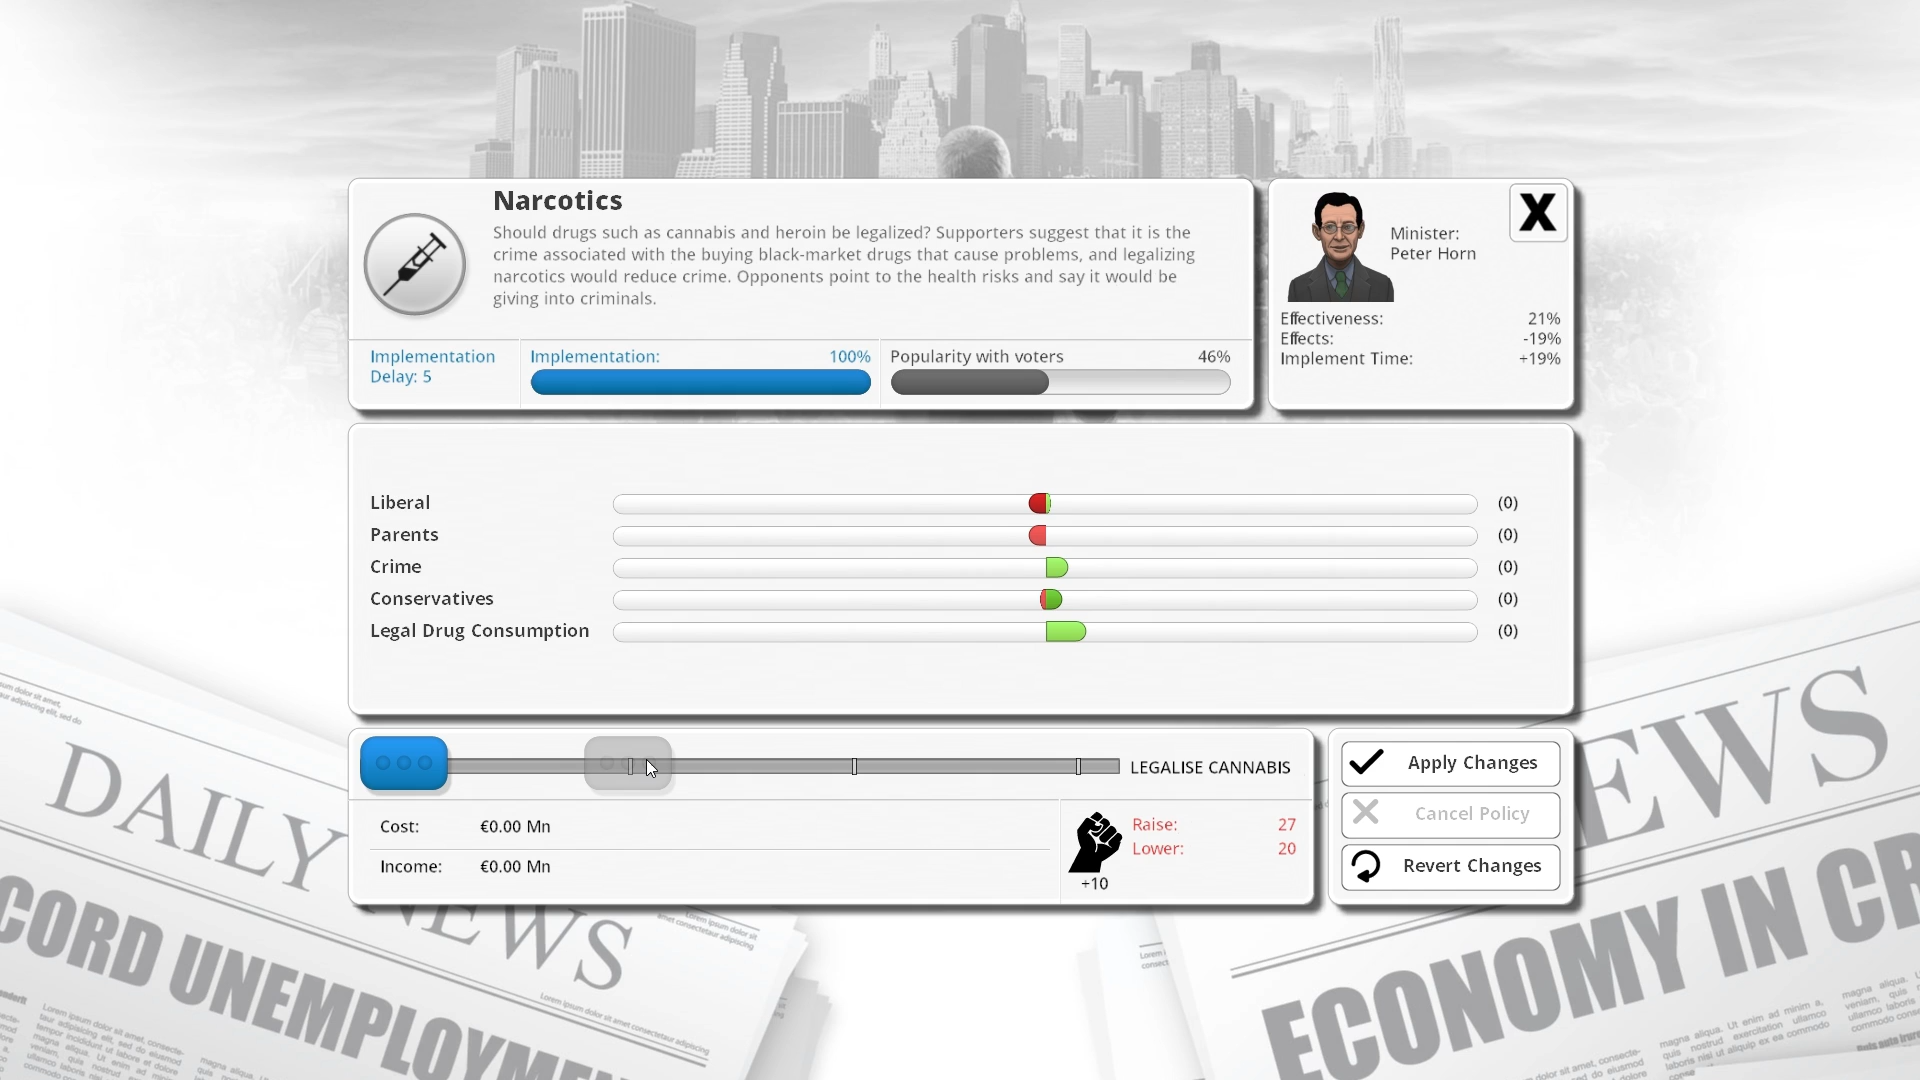 Narcotics
Should drugs such as cannabis and heroin be legalized? Supporters suggest that it is the
crime associated with the buying black-market drugs that cause problems, and legalizing
narcotics would reduce crime. Opponents point to the health risks and say it would be
giving into criminals.
Implementation
Delay: 5
Implementation: 100%
Popularity with voters 46%
X
Minister:
Peter Horn
Effectiveness: 21%
Effects: -19%
Implement Time: +19%
Liberal (0)
Parents (0)
Crime (0)
Conservatives (0)
Legal Drug Consumption (0)
LEGALISE CANNABIS
Cost: €0.00 Mn
Income: €0.00 Mn
Raise: 27
Lower: 20
+10
Apply Changes
Cancel Policy
Revert Changes
DAILY NEWS
CORD UNEMPLOYME
EWS
ECONOMY IN CR